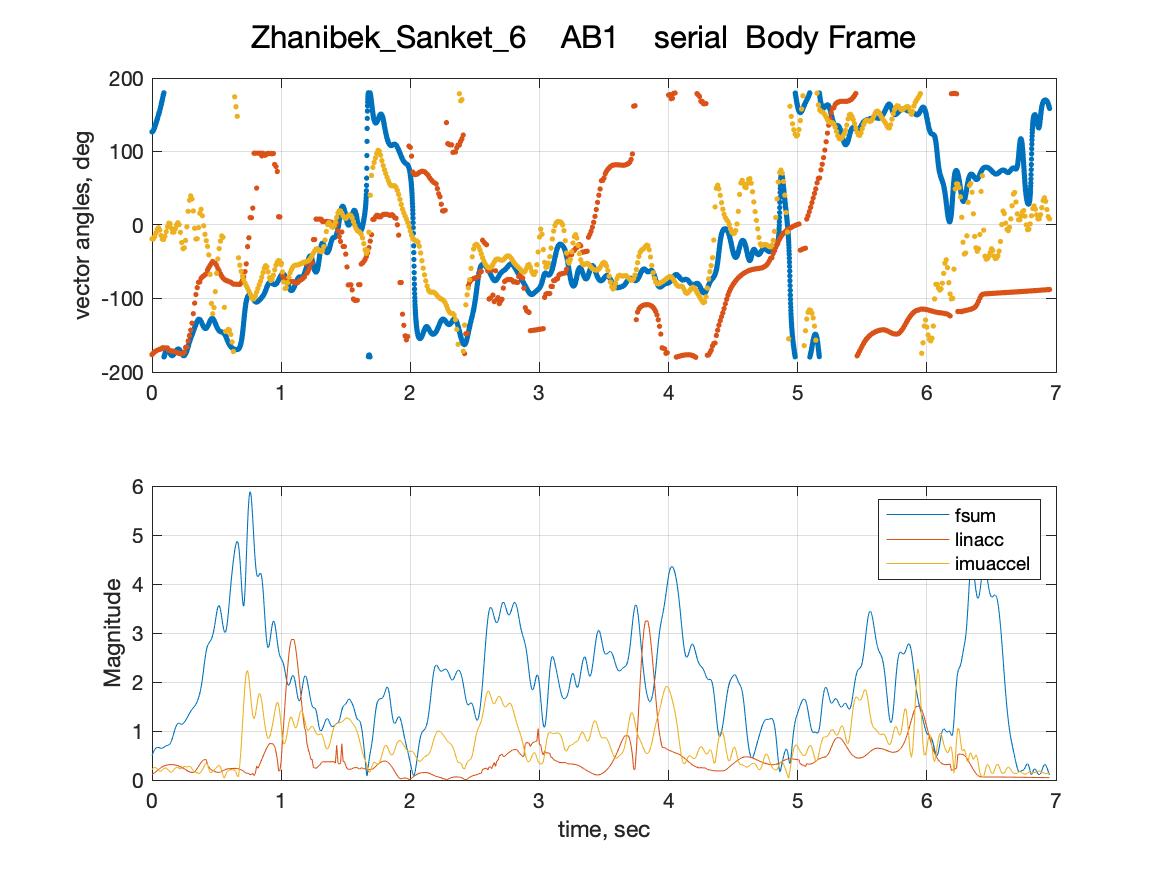 Zhanibek_Sanket_6 AB1 serial Body Frame
200
100
0
-100
-200
vector angles, deg
0 1 2 3 4 5 6 7
6
5
4
3
2
1
0
Magnitude
fsum
linacc
imuaccel
0 1 2 3 4 5 6 7
time, sec